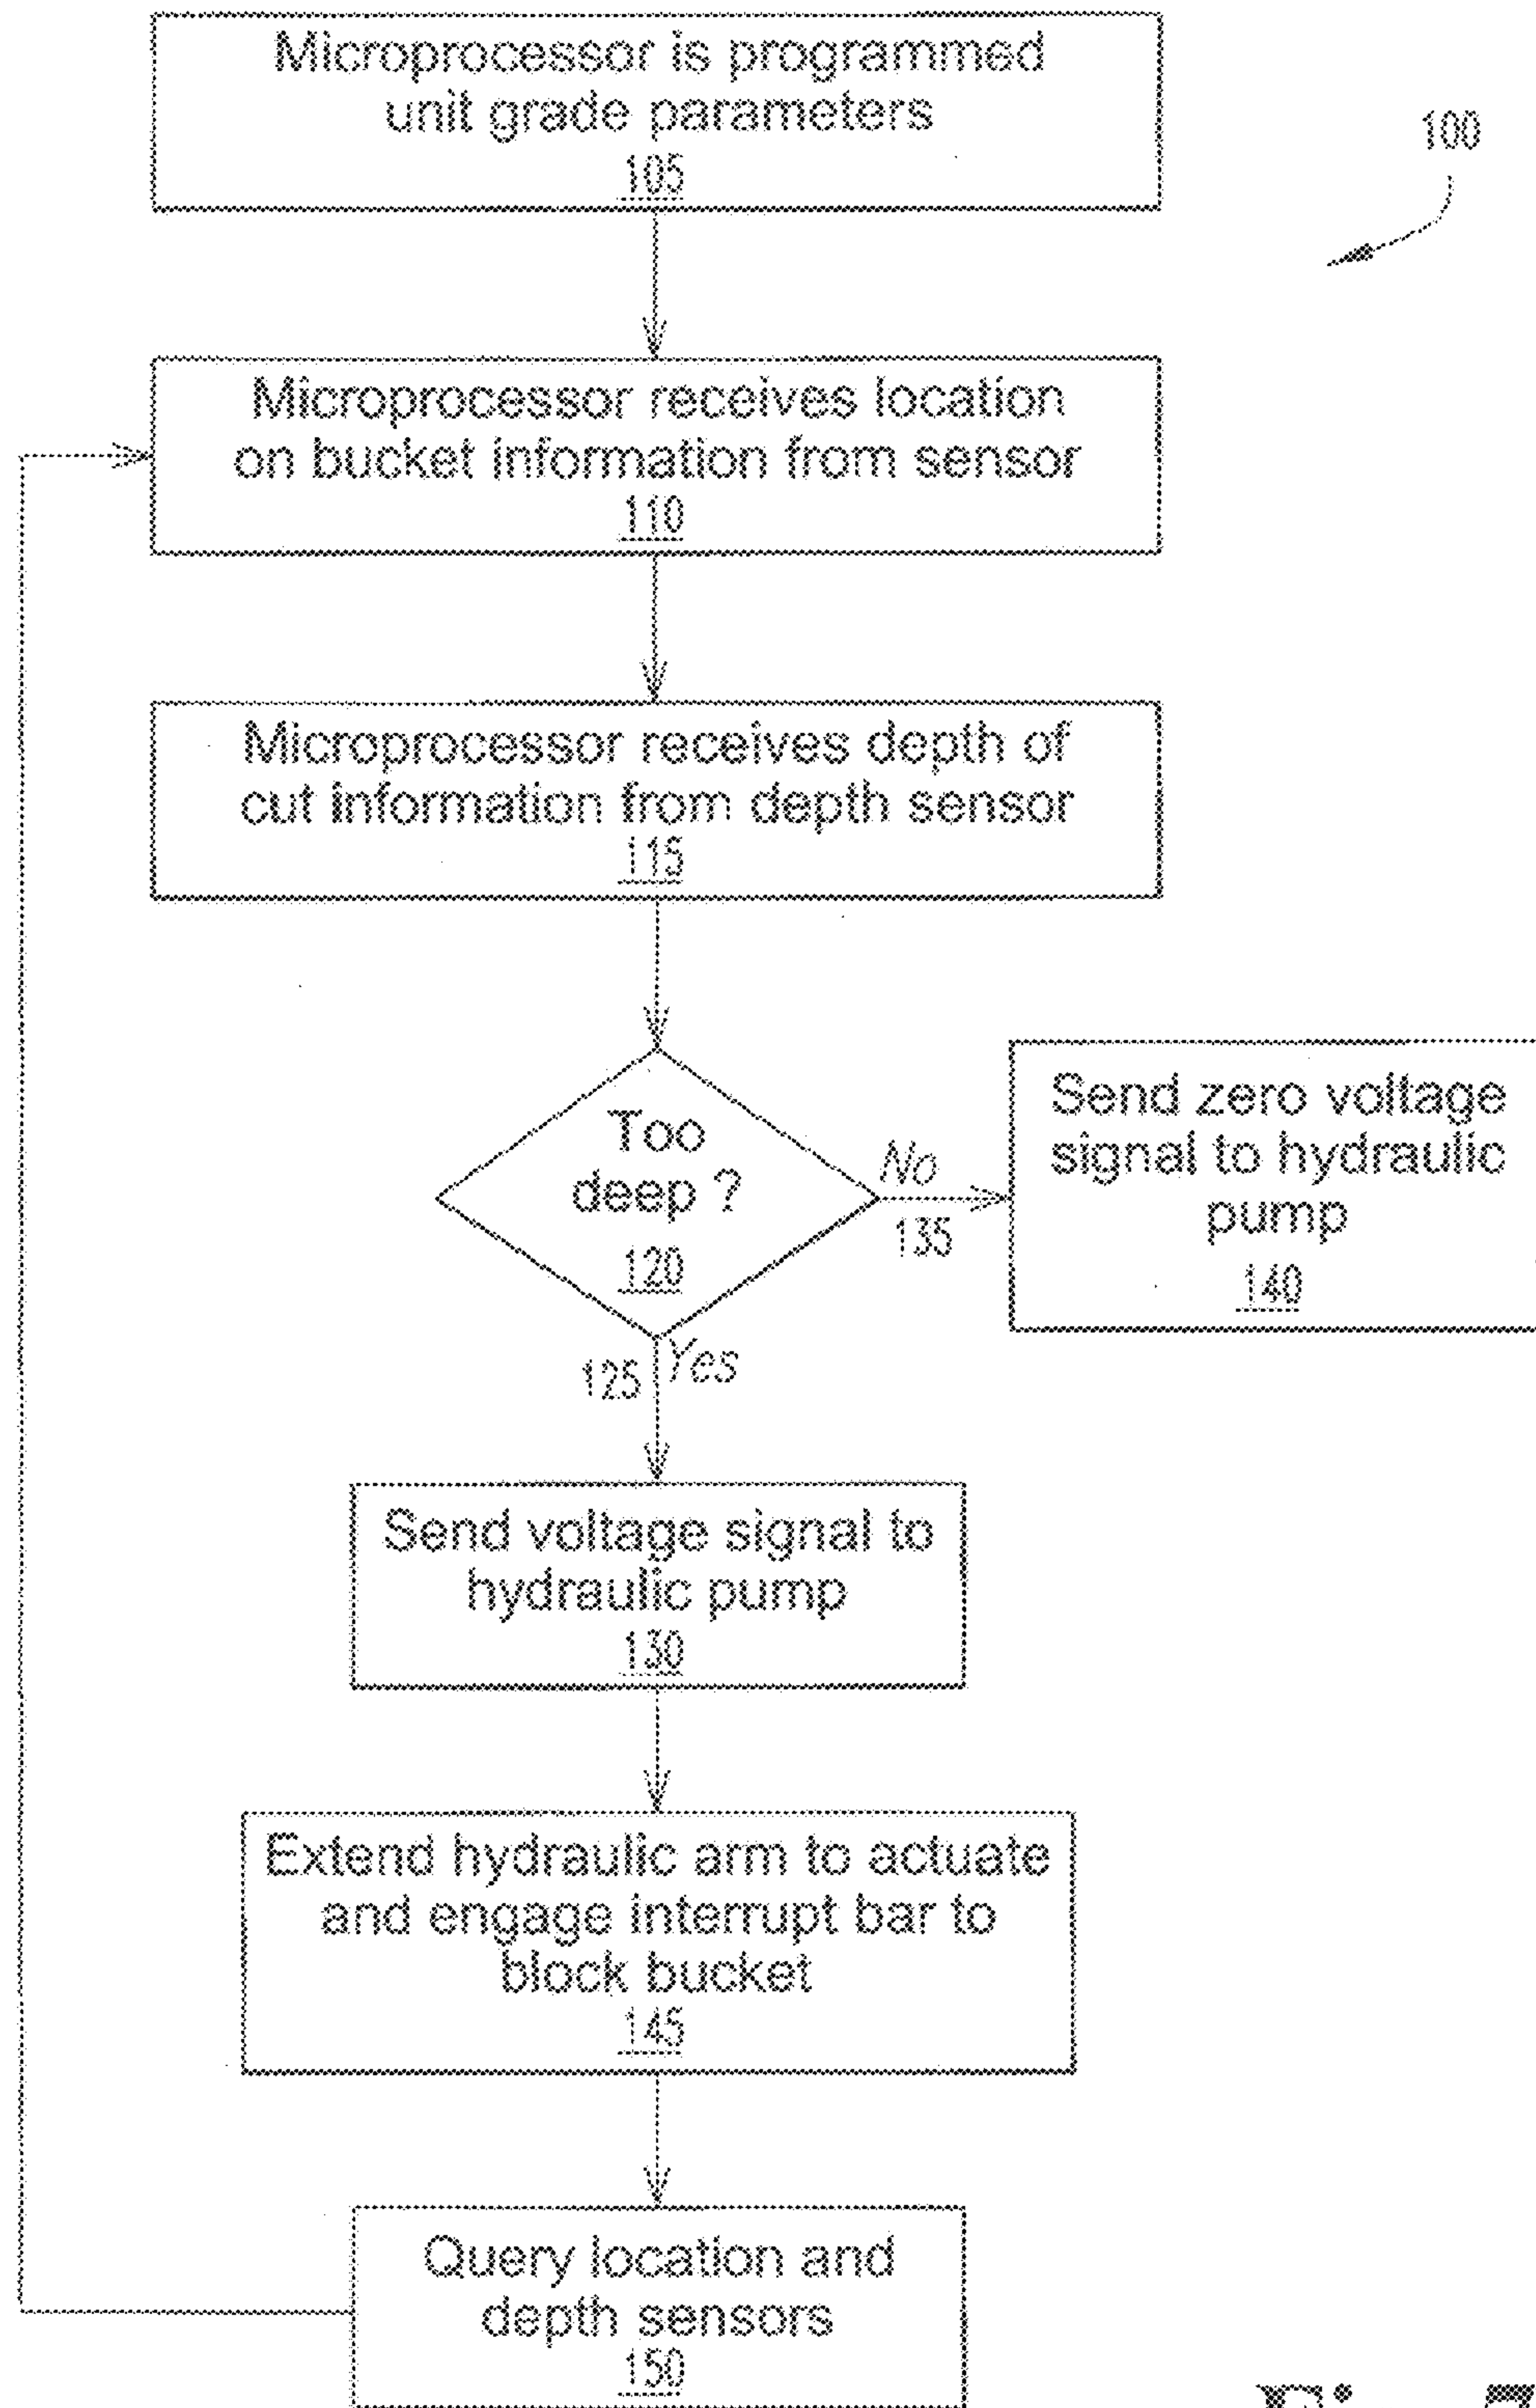 Microprocessor is programmed
unit grade parameters
105
100
Microprocessor receives location
on bucket information from sensor
110
Microprocessor receives depth of
cut information from depth sensor
115
Too
deep ?
120
No
135
Send zero voltage
signal to hydraulic
pump
140
125
Yes
Send voltage signal to
hydraulic pump
130
Extend hydraulic arm to actuate
and engage interrupt bar to
block bucket
145
Query location and
depth sensors
150